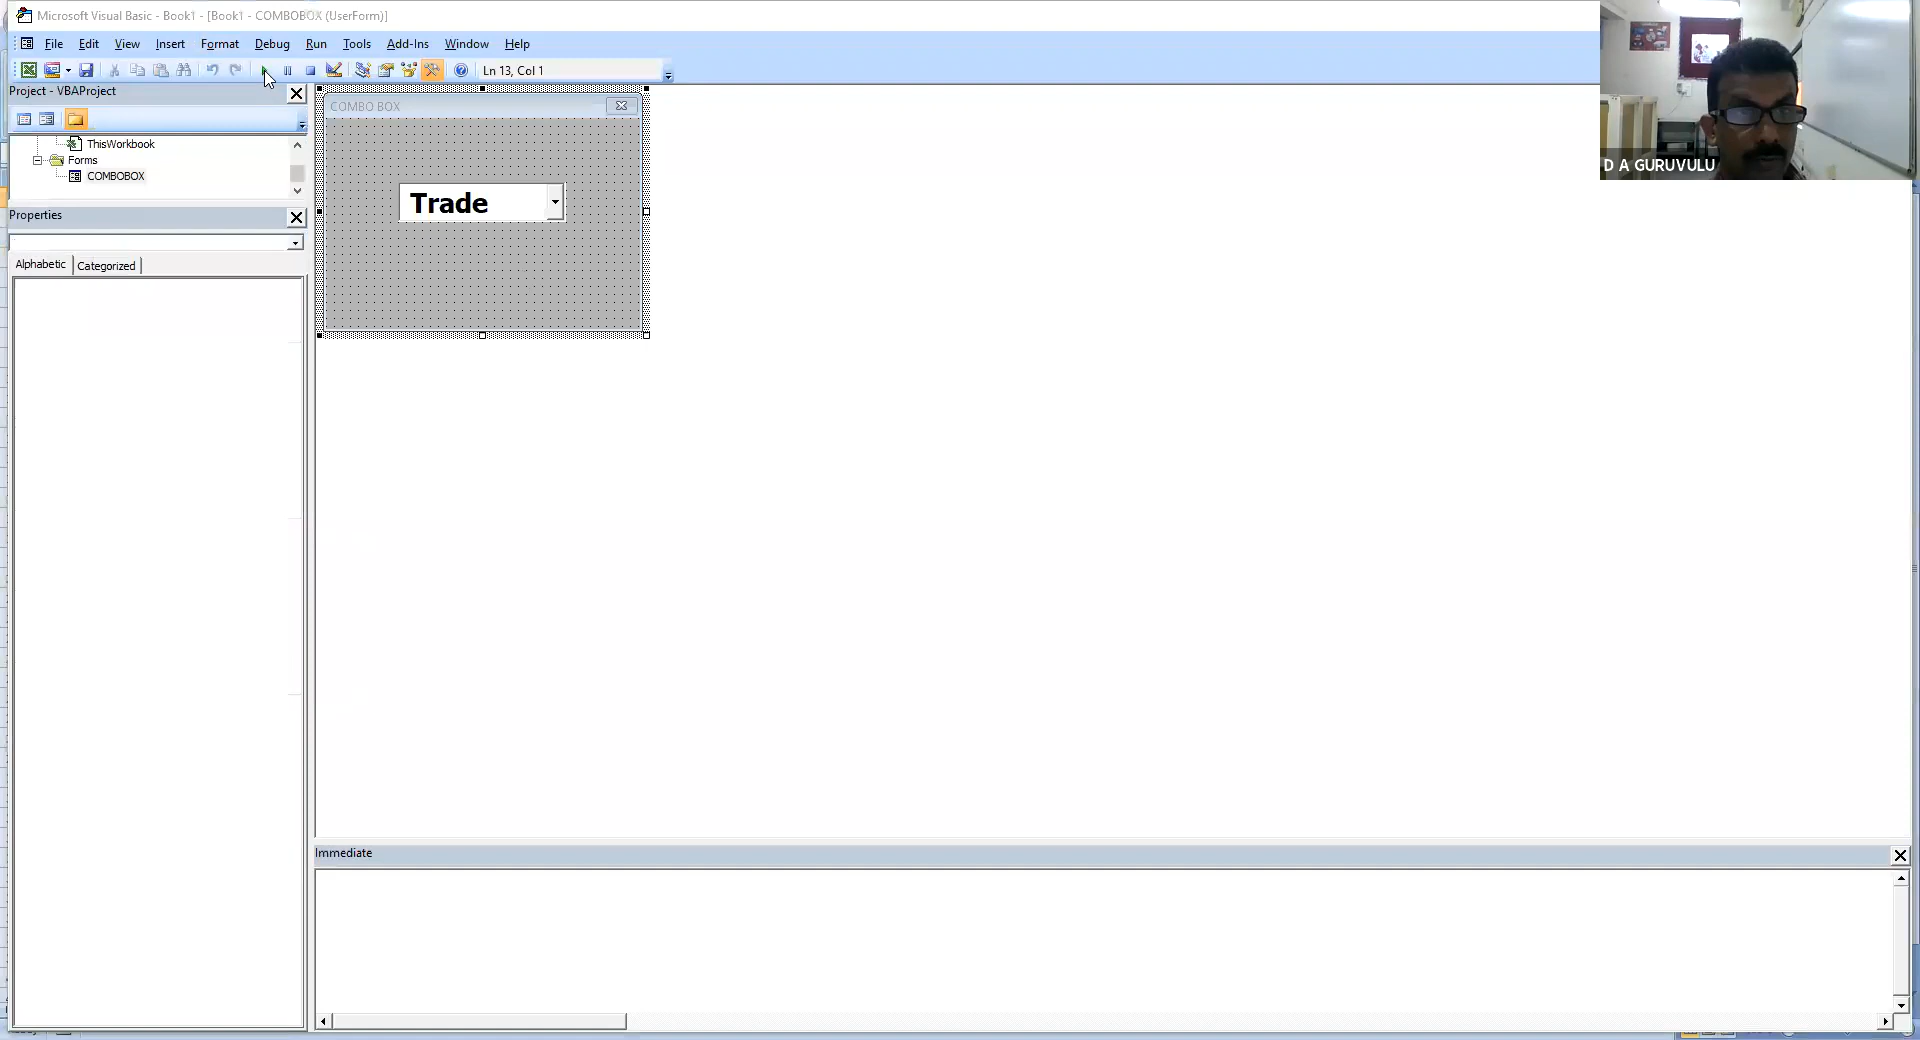 Microsoft Visual Basic - Book1 - [Book1 - COMBOBOX (UserForm)]
File Edit View Insert Format Debug Run Tools Add-Ins Window Help
Ln 13, Col 1
Project - VBAProject
ThisWorkbook
Forms
COMBOBOX
Properties
Alphabetic Categorized
COMBO BOX
Trade
Immediate
D A GURUVULU